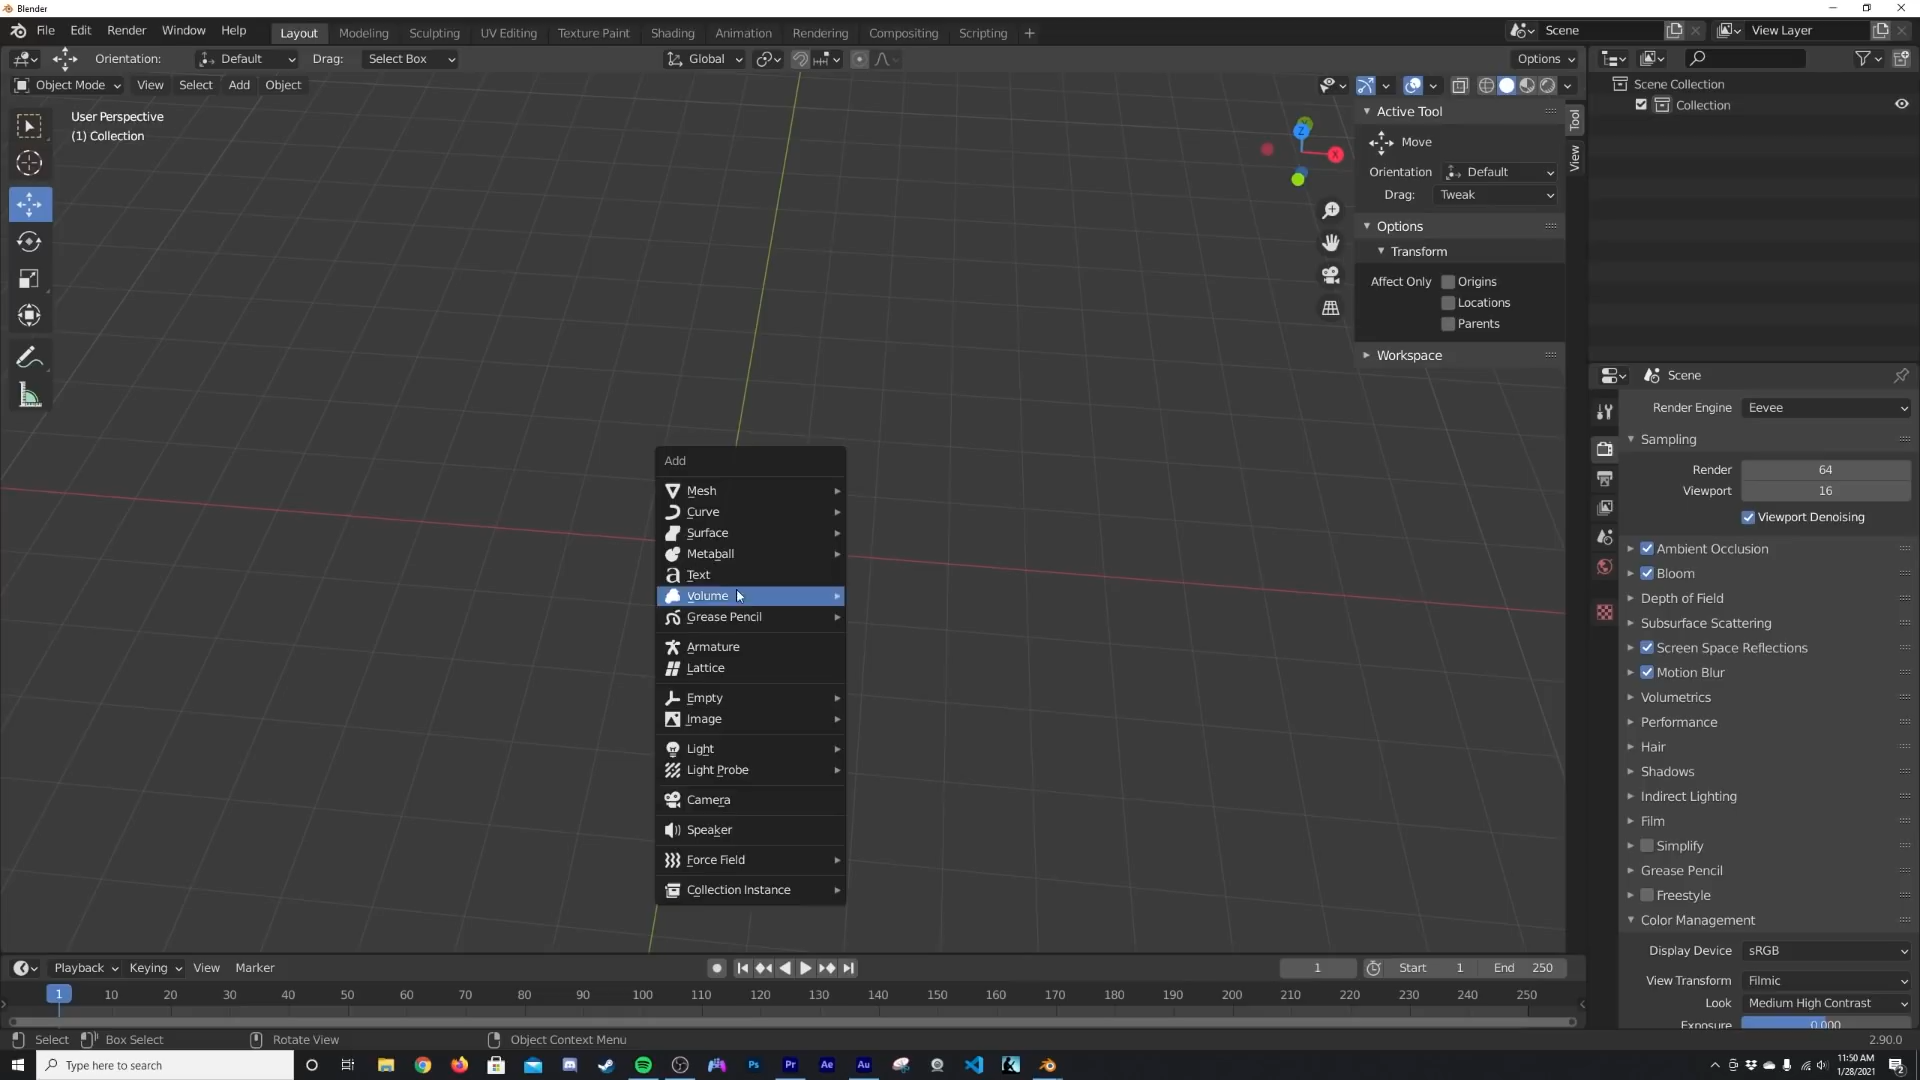 Blender
File Edit Render Window Help Layout Modeling Sculpting UV Editing Texture Paint Shading Animation Rendering Compositing Scripting + Scene View Layer
Orientation: Default Drag: Select Box Global Options
Object Mode View Select Add Object
User Perspective
(1) Collection
Z
X
Active Tool
Move
Orientation Default
Drag: Tweak
Options
Transform
Affect Only Origins
Locations
Parents
Workspace
Tool
View
Scene Collection
Collection
Scene
Render Engine Eevee
Sampling
Render 64
Viewport 16
Viewport Denoising
Ambient Occlusion
Bloom
Depth of Field
Subsurface Scattering
Screen Space Reflections
Motion Blur
Volumetrics
Performance
Hair
Shadows
Indirect Lighting
Film
Simplify
Grease Pencil
Freestyle
Color Management
Display Device sRGB
View Transform Filmic
Look Medium High Contrast
Exposure 0.000
Add
Mesh
Curve
Surface
Metaball
Text
Volume
Grease Pencil
Armature
Lattice
Empty
Image
Light
Light Probe
Camera
Speaker
Force Field
Collection Instance
Playback Keying View Marker 1 Start 1 End 250
1 10 20 30 40 50 60 70 80 90 100 110 120 130 140 150 160 170 180 190 200 210 220 230 240 250
Select Box Select Rotate View Object Context Menu 2.90.0
Type here to search
Ps Pr Ae Au
11:50 AM
1/28/2021
2